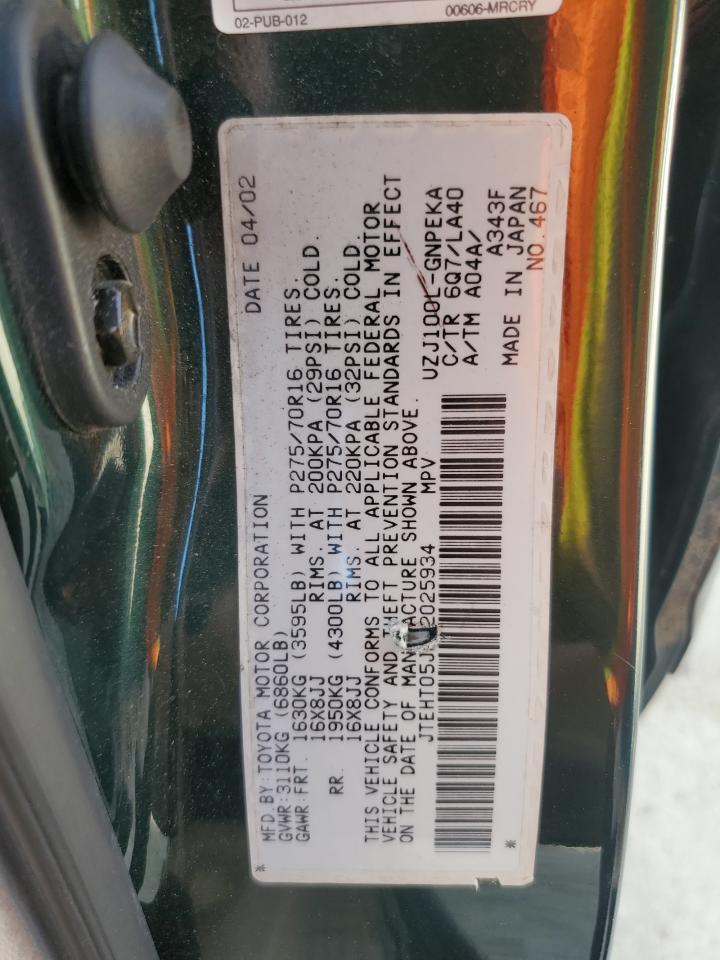 02-PUB-012
00606-MRCRY
MFD.BY:TOYOTA MOTOR CORPORATION DATE 04/02
GVWR:3110KG (6860LB)
GAWR:FRT. 1630KG (3595LB) WITH P275/70R16 TIRES.
16X8JJ RIMS. AT 200KPA (29PSI) COLD.
RR. 1950KG (4300LB) WITH P275/70R16 TIRES.
16X8JJ RIMS. AT 220KPA (32PSI) COLD.
THIS VEHICLE CONFORMS TO ALL APPLICABLE FEDERAL MOTOR
VEHICLE SAFETY AND THEFT PREVENTION STANDARDS IN EFFECT
ON THE DATE OF MANUFACTURE SHOWN ABOVE.
MPV
UZJ100L-GNPEKA
C/TR 6Q7/LA40
A/TM A04A/
A343F
MADE IN JAPAN
NO.467
* *